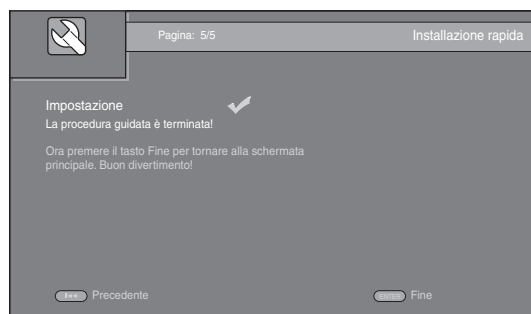 Pagina: 5/5
Installazione rapida
Impostazione
La procedura guidata è terminata!
Ora premere il tasto Fine per tornare alla schermata
principale. Buon divertimento!
Precedente
ENTER Fine